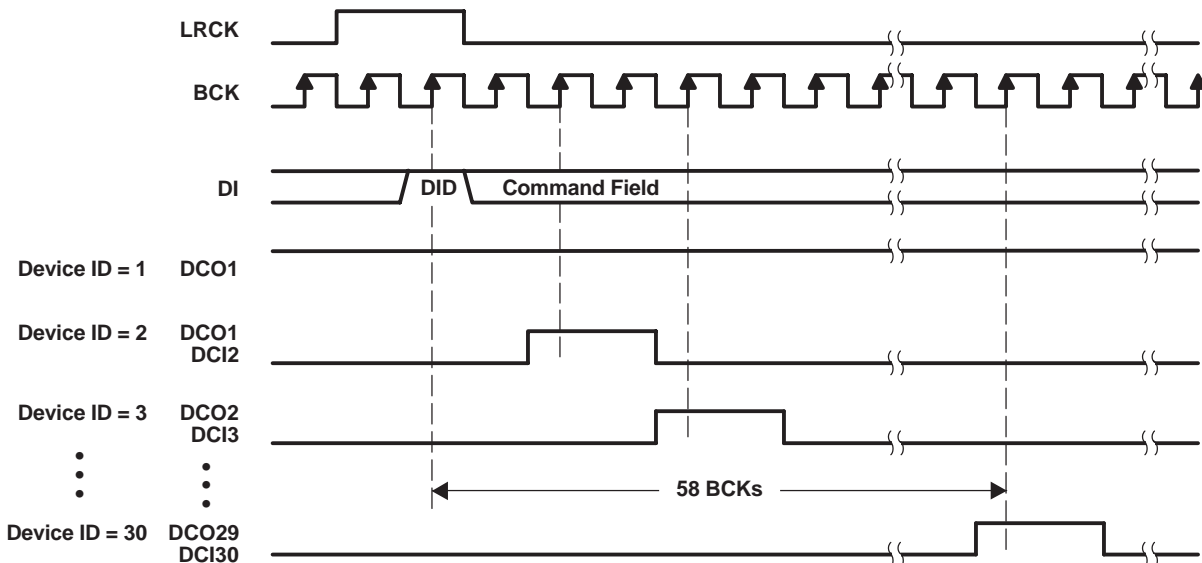 LRCK
BCK
DI
DID
Command Field
Device ID = 1
DCO1
Device ID = 2
DCO1
DCI2
Device ID = 3
DCO2
DCI3
58 BCKs
Device ID = 30
DCO29
DCI30